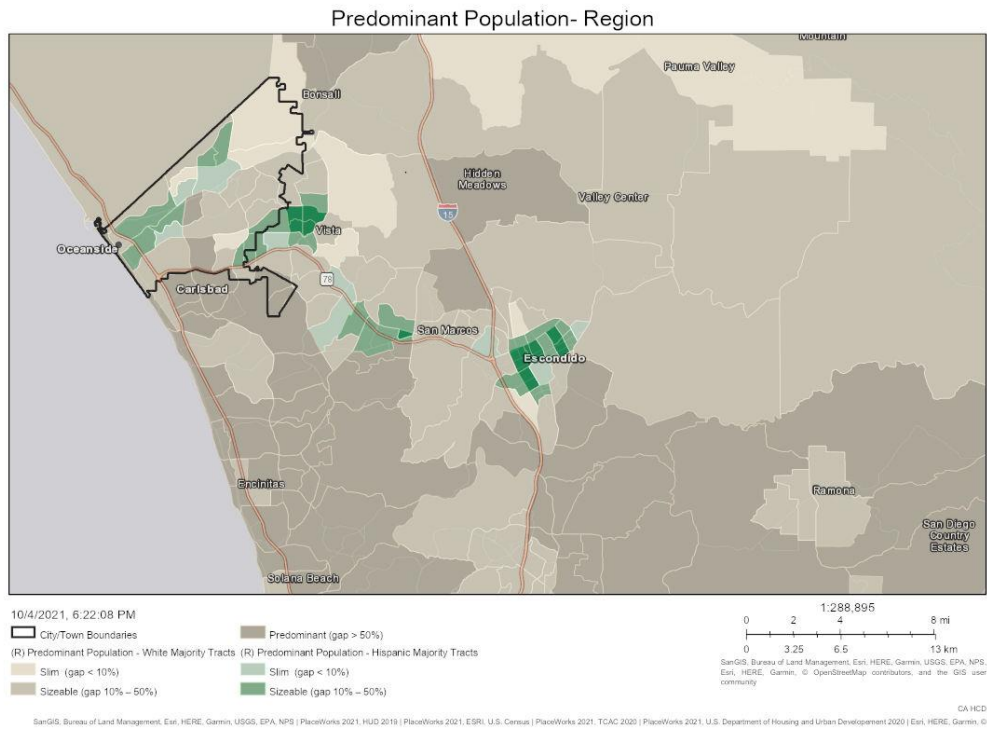 Predominant Population- Region
Mountain
Pauma Valley
Bonsall
Hidden
Meadows
Valley Center
15
Vista
Oceanside
78
Carlsbad
San Marcos
Escondido
Encinitas
Ramona
San Diego
Country
Estates
Solana Beach
10/4/2021, 6:22:08 PM
City/Town Boundaries
(R) Predominant Population - White Majority Tracts
Slim (gap < 10%)
Sizeable (gap 10% – 50%)
Predominant (gap > 50%)
(R) Predominant Population - Hispanic Majority Tracts
Slim (gap < 10%)
Sizeable (gap 10% – 50%)
1:288,895
0 2 4 8 mi
0 3.25 6.5 13 km
SanGIS, Bureau of Land Management, Esri, HERE, Garmin, USGS, EPA, NPS,
Esri, HERE, Garmin, © OpenStreetMap contributors, and the GIS user
community
CA HCD
SanGIS, Bureau of Land Management, Esri, HERE, Garmin, USGS, EPA, NPS | PlaceWorks 2021, HUD 2019 | PlaceWorks 2021, ESRI, U.S. Census | PlaceWorks 2021, TCAC 2020 | PlaceWorks 2021, U.S. Department of Housing and Urban Developement 2020 | Esri, HERE, Garmin, ©